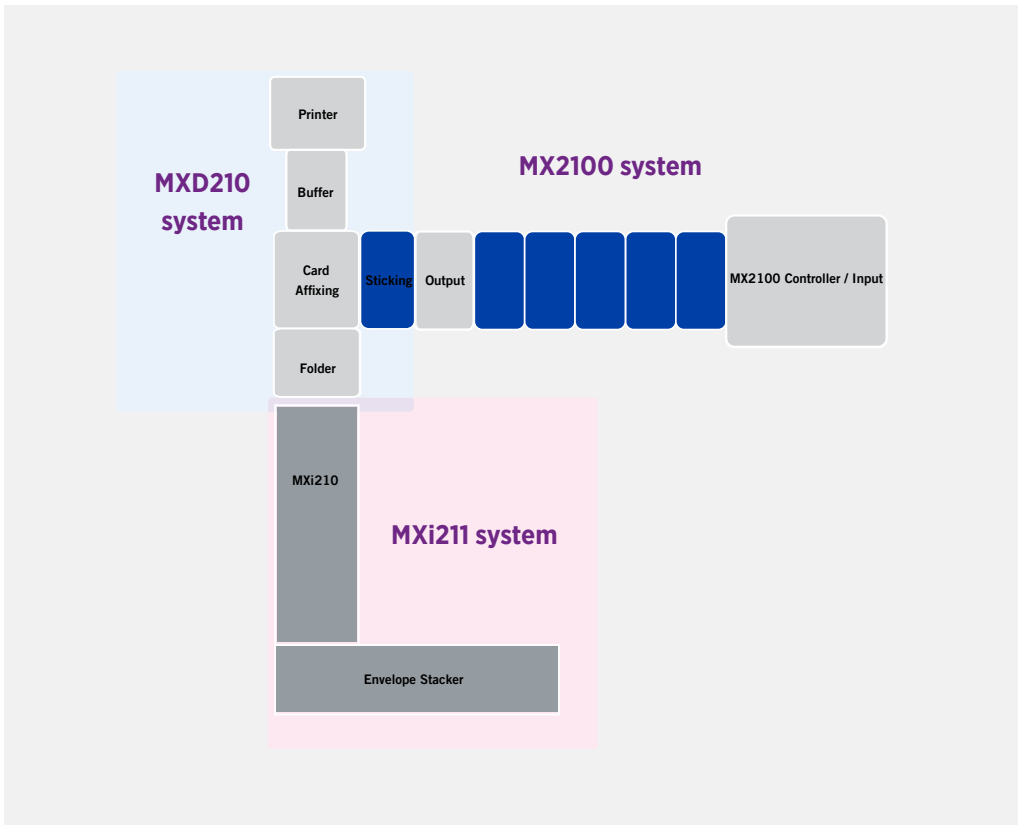 Printer
MX2100 system
MXD210
system
Buffer
Card
Affixing
Sticking
Output
MX2100 Controller / Input
Folder
MXi210
MXi211 system
Envelope Stacker